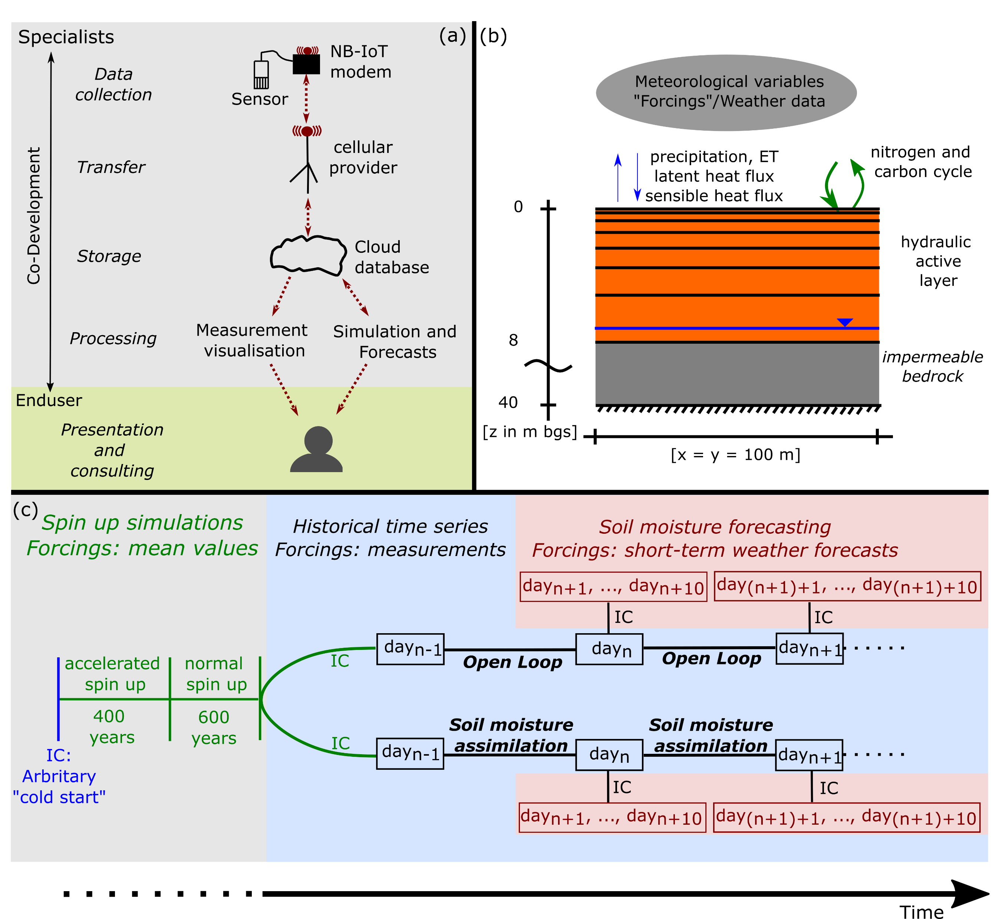 (a)
Specialists
Data
collection
Transfer
Storage
Processing
Co-Development
NB-IoT
modem
Sensor
cellular
provider
Cloud
database
Measurement
visualisation
Simulation and
Forecasts
Enduser
Presentation
and
consulting
(b)
Meteorological variables
"Forcings"/Weather data
precipitation, ET
latent heat flux
sensible heat flux
nitrogen and
carbon cycle
0
8
40
[z in m bgs]
hydraulic
active
layer
impermeable
bedrock
[x = y = 100 m]
(c)
Spin up simulations
Forcings: mean values
Historical time series
Forcings: measurements
Soil moisture forecasting
Forcings: short-term weather forecasts
dayn+1, ..., dayn+10
day(n+1)+1, ..., day(n+1)+10
IC
IC
IC
dayn-1
Open Loop
dayn
Open Loop
dayn+1
accelerated
spin up
normal
spin up
400
years
600
years
IC:
Arbritary
"cold start"
IC
dayn-1
Soil moisture
assimilation
dayn
Soil moisture
assimilation
dayn+1
IC
IC
dayn+1, ..., dayn+10
day(n+1)+1, ..., day(n+1)+10
Time